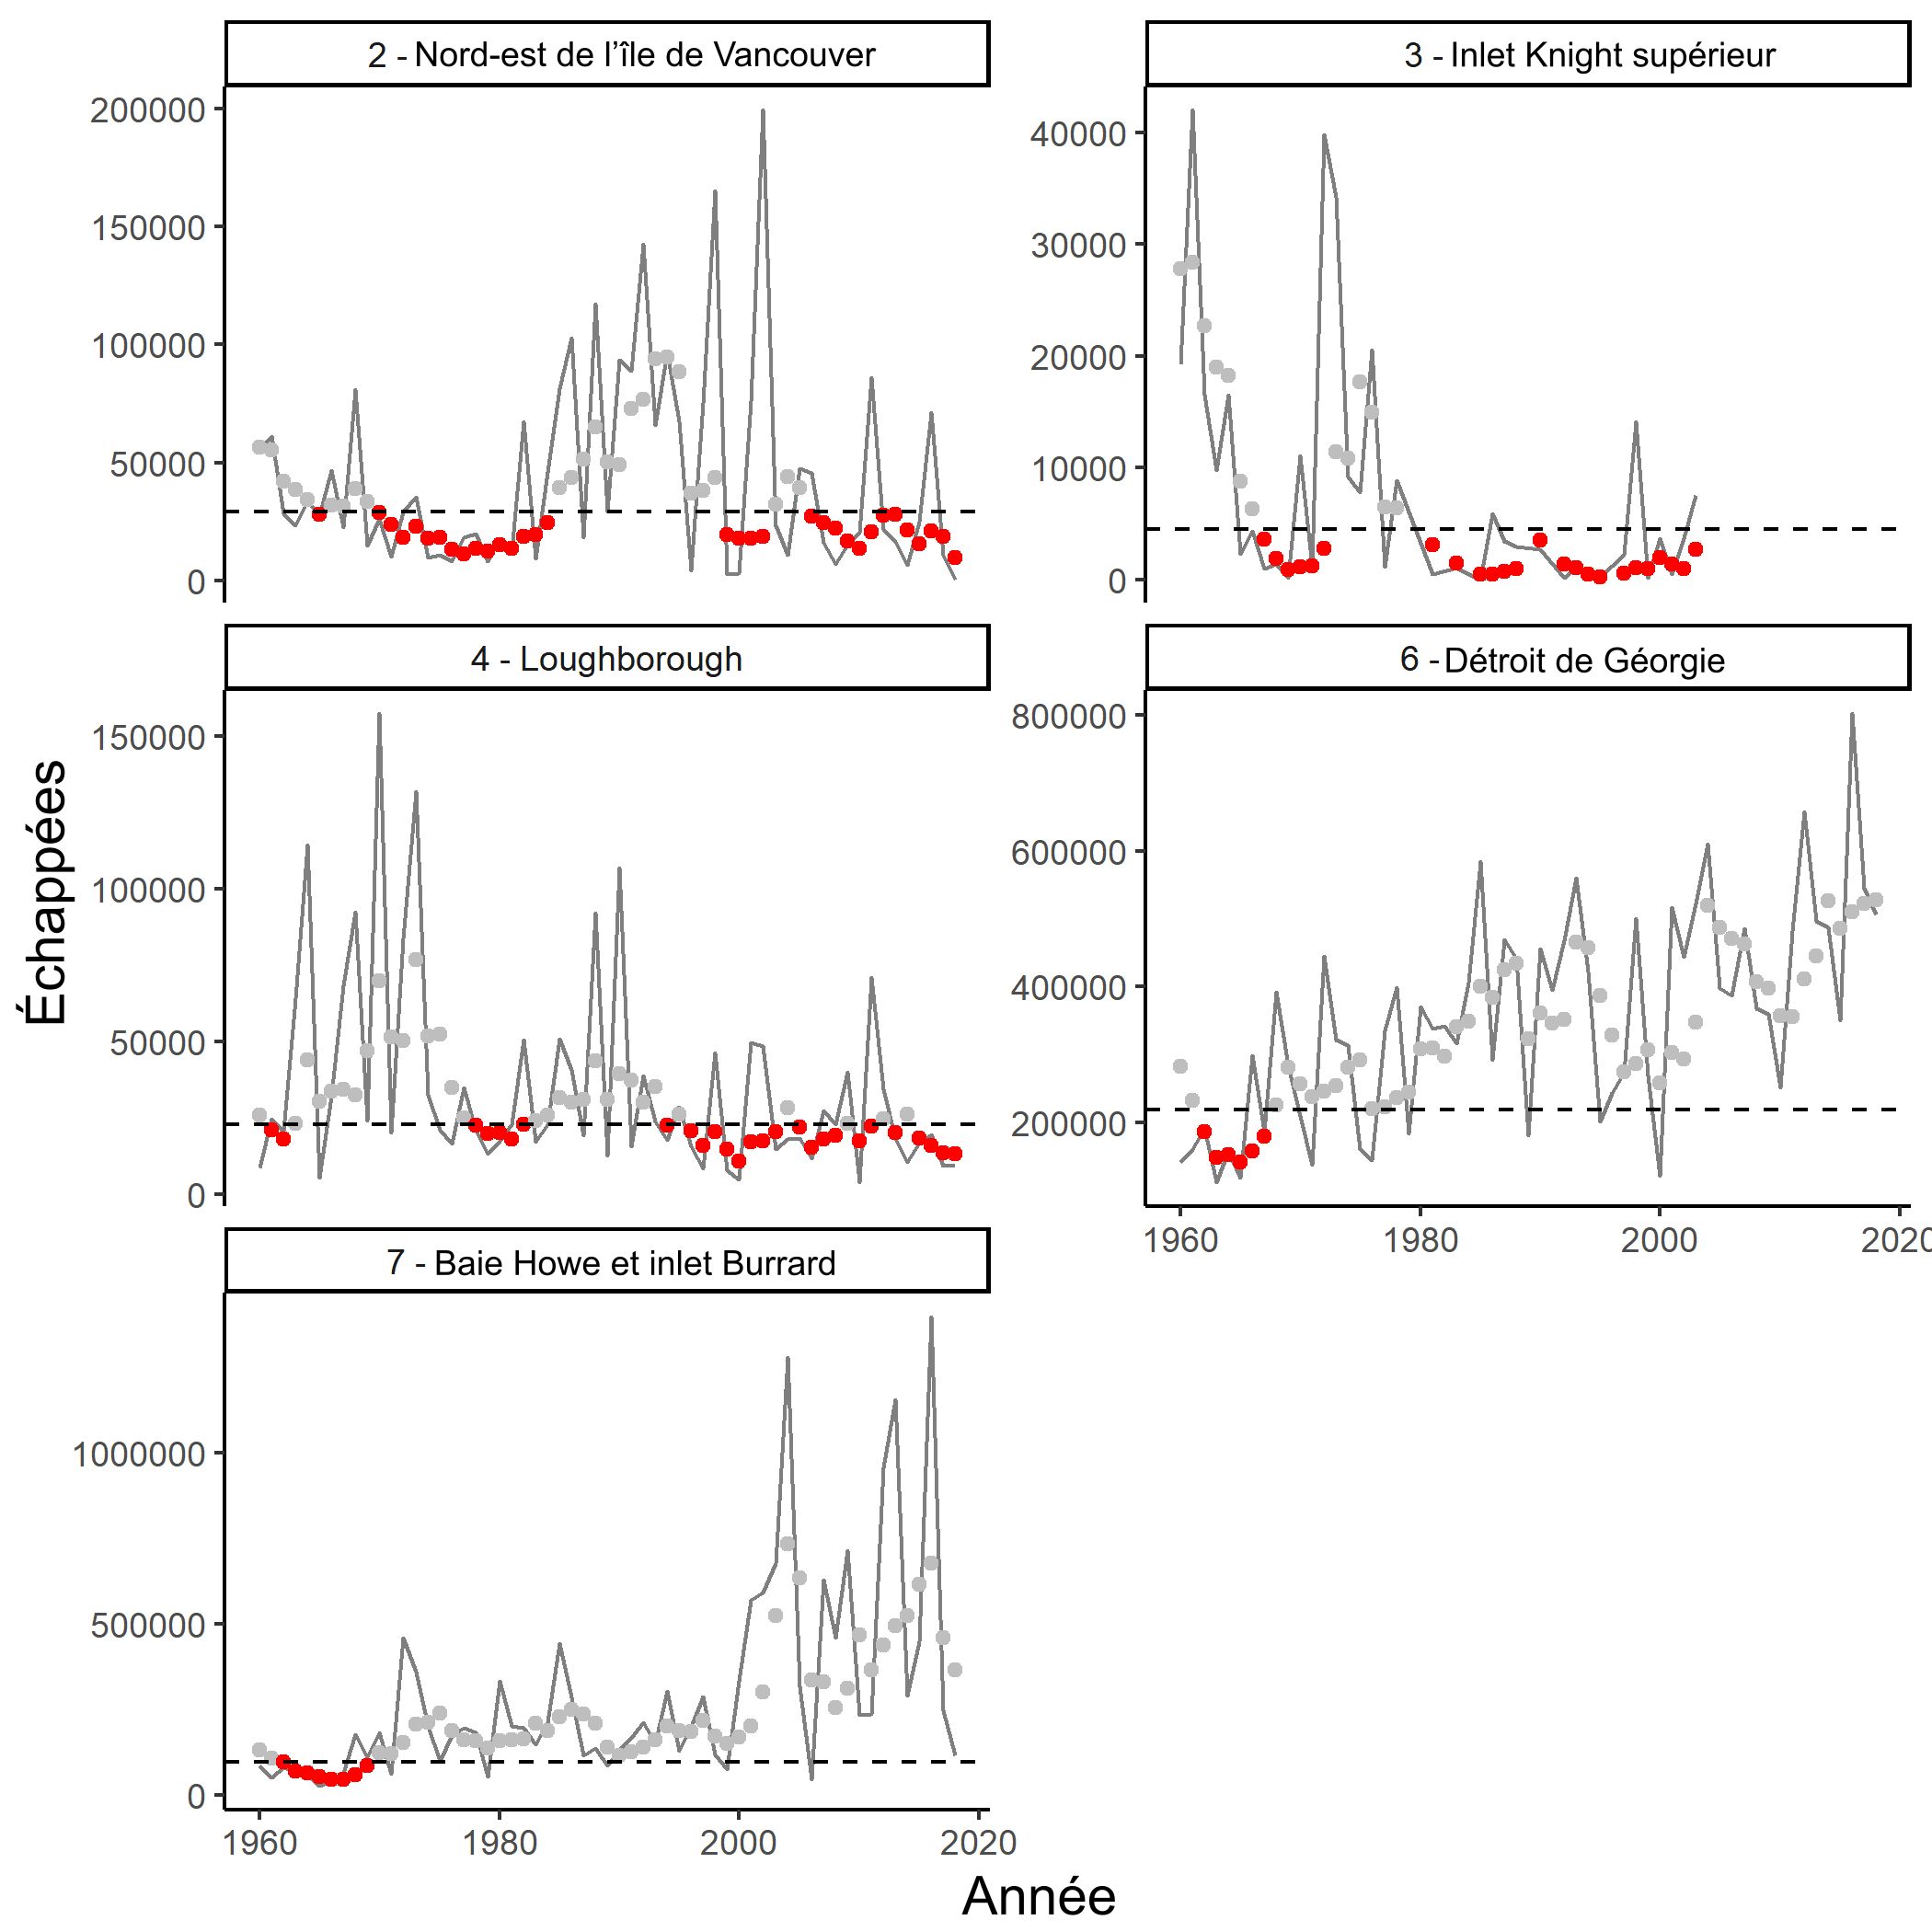 2 - Nord-est de l’île de Vancouver
3 - Inlet Knight supérieur
200000
150000
100000
50000
0
40000
30000
20000
10000
0
4 - Loughborough
6 - Détroit de Géorgie
Échappées
150000
100000
50000
0
800000
600000
400000
200000
1960 1980 2000 2020
7 - Baie Howe et inlet Burrard
1000000
500000
0
1960 1980 2000 2020
Année